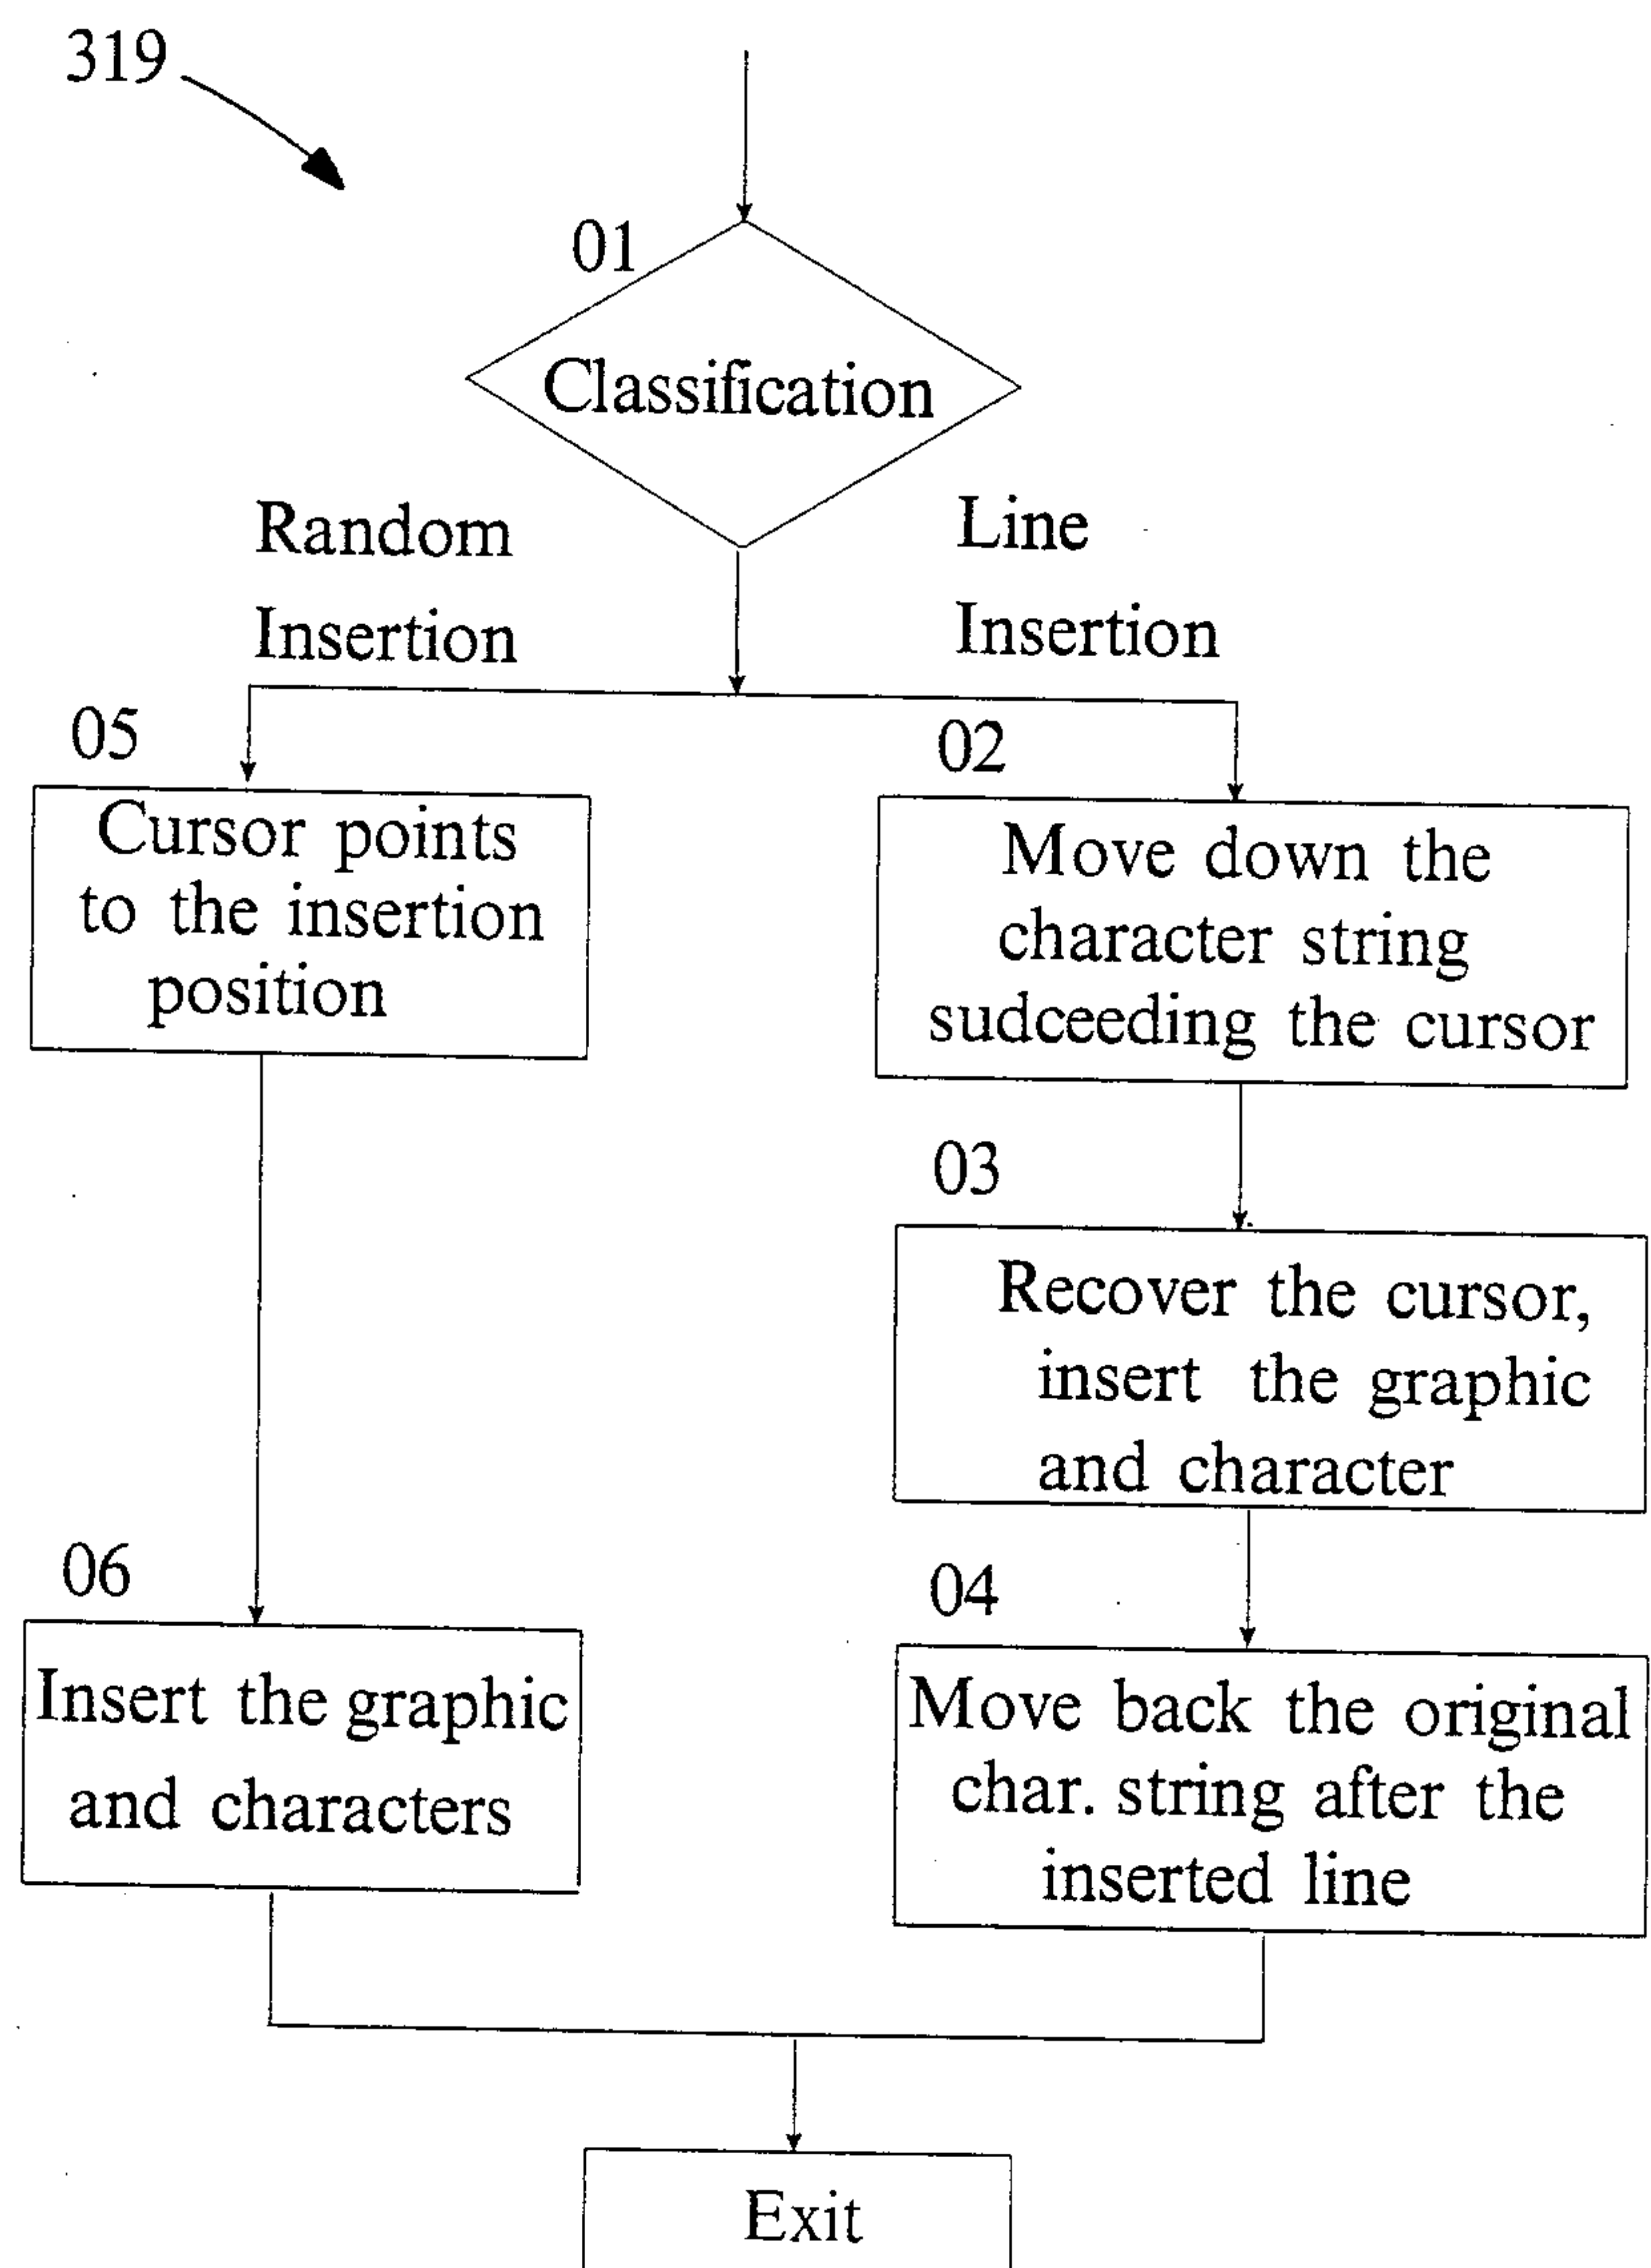 319
01
Classification
Random
Insertion
Line
Insertion
05
Cursor points
to the insertion
position
02
Move down the
character string
sudceeding the cursor
03
Recover the cursor,
insert the graphic
and character
06
Insert the graphic
and characters
04
Move back the original
char. string after the
inserted line
Exit